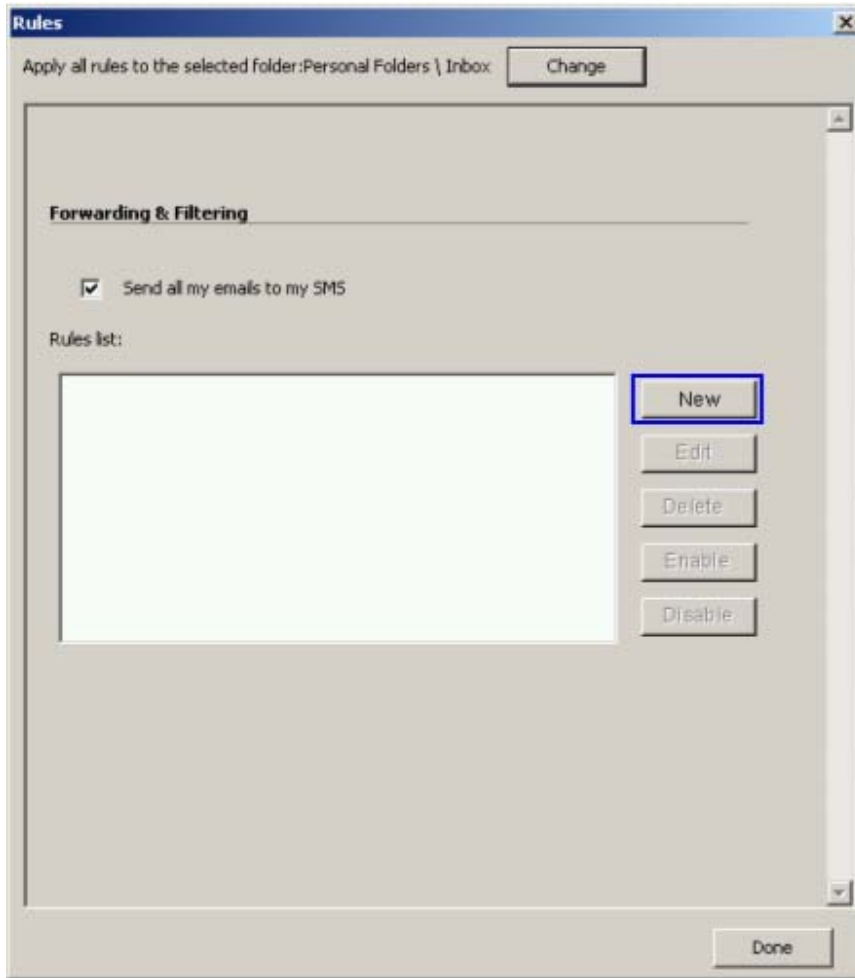 Rules
Apply all rules to the selected folder:Personal Folders \ Inbox Change
Forwarding & Filtering
Send all my emails to my SMS
Rules list:
New
Edit
Delete
Enable
Disable
Done